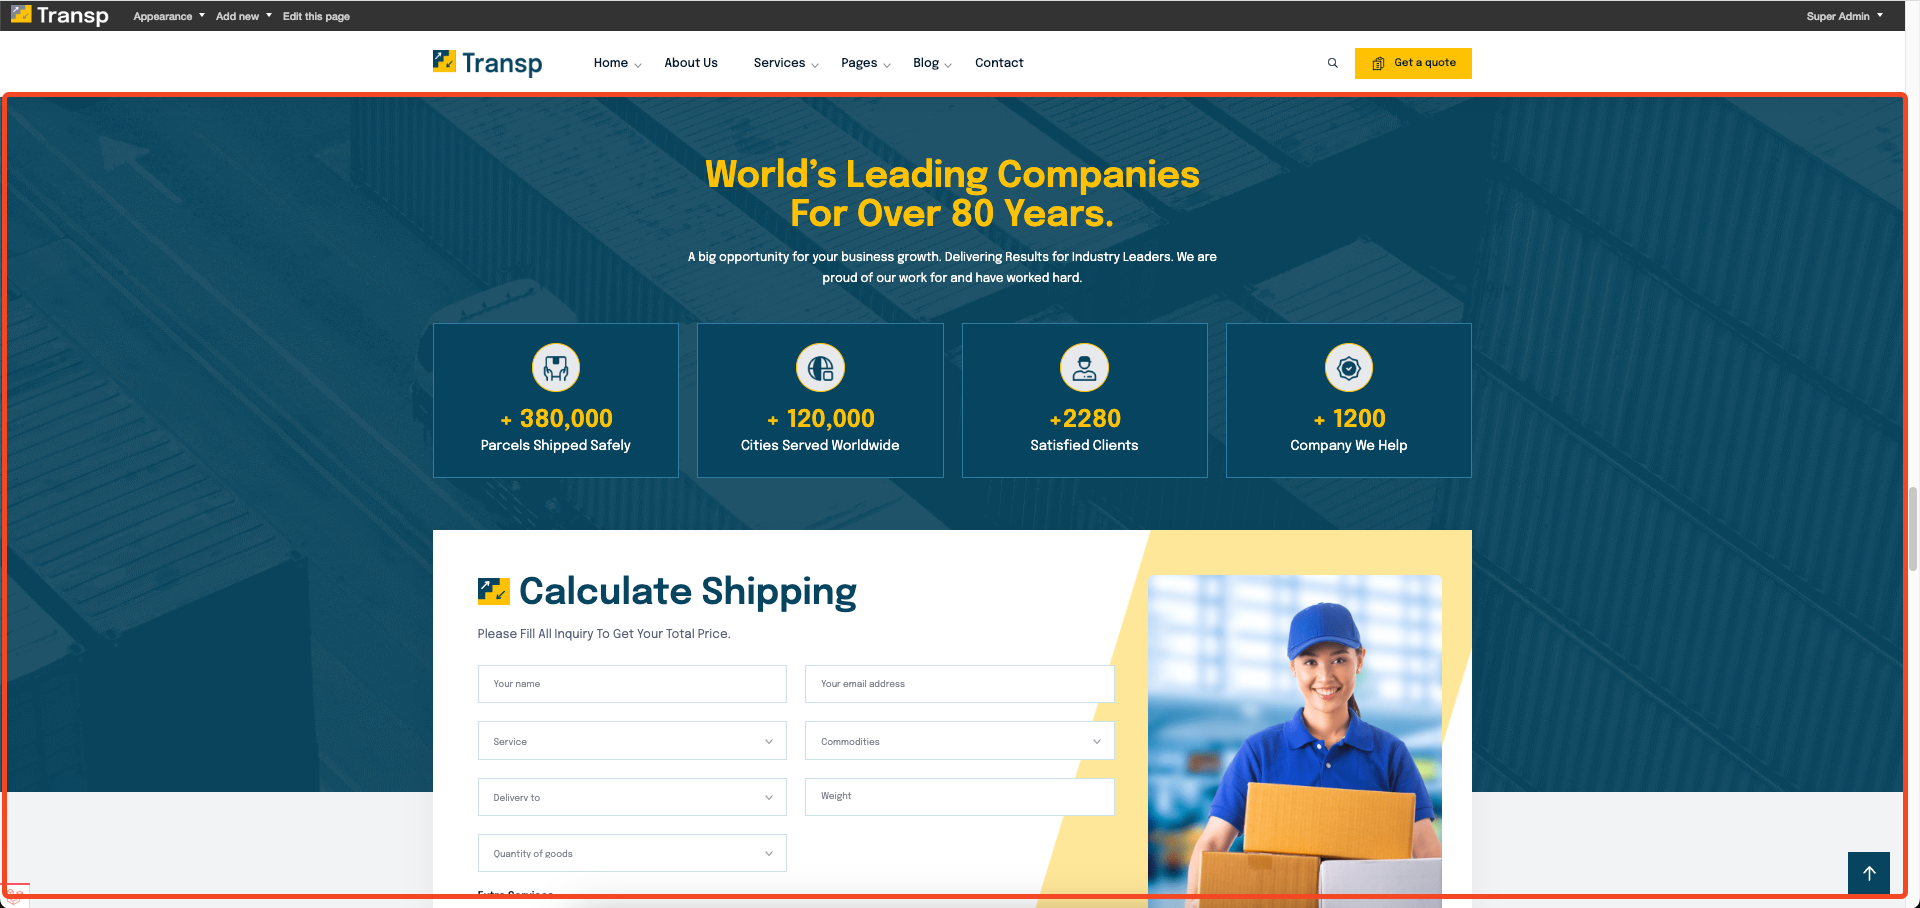 Transp
Appearance
Add new
Edit this page
Super Admin
Transp
Home
About Us
Services
Pages
Blog
Contact
Get a quote
World's Leading Companies
For Over 80 Years.
A big opportunity for your business growth. Delivering Results for Industry Leaders. We are
proud of our work for and have worked hard.
+ 380,000
Parcels Shipped Safely
+ 120,000
Cities Served Worldwide
+2280
Satisfied Clients
+ 1200
Company We Help
Calculate Shipping
Please Fill All Inquiry To Get Your Total Price.
Your name
Your email address
Service
Commodities
Delivery to
Weight
Quantity of goods
Extra Services